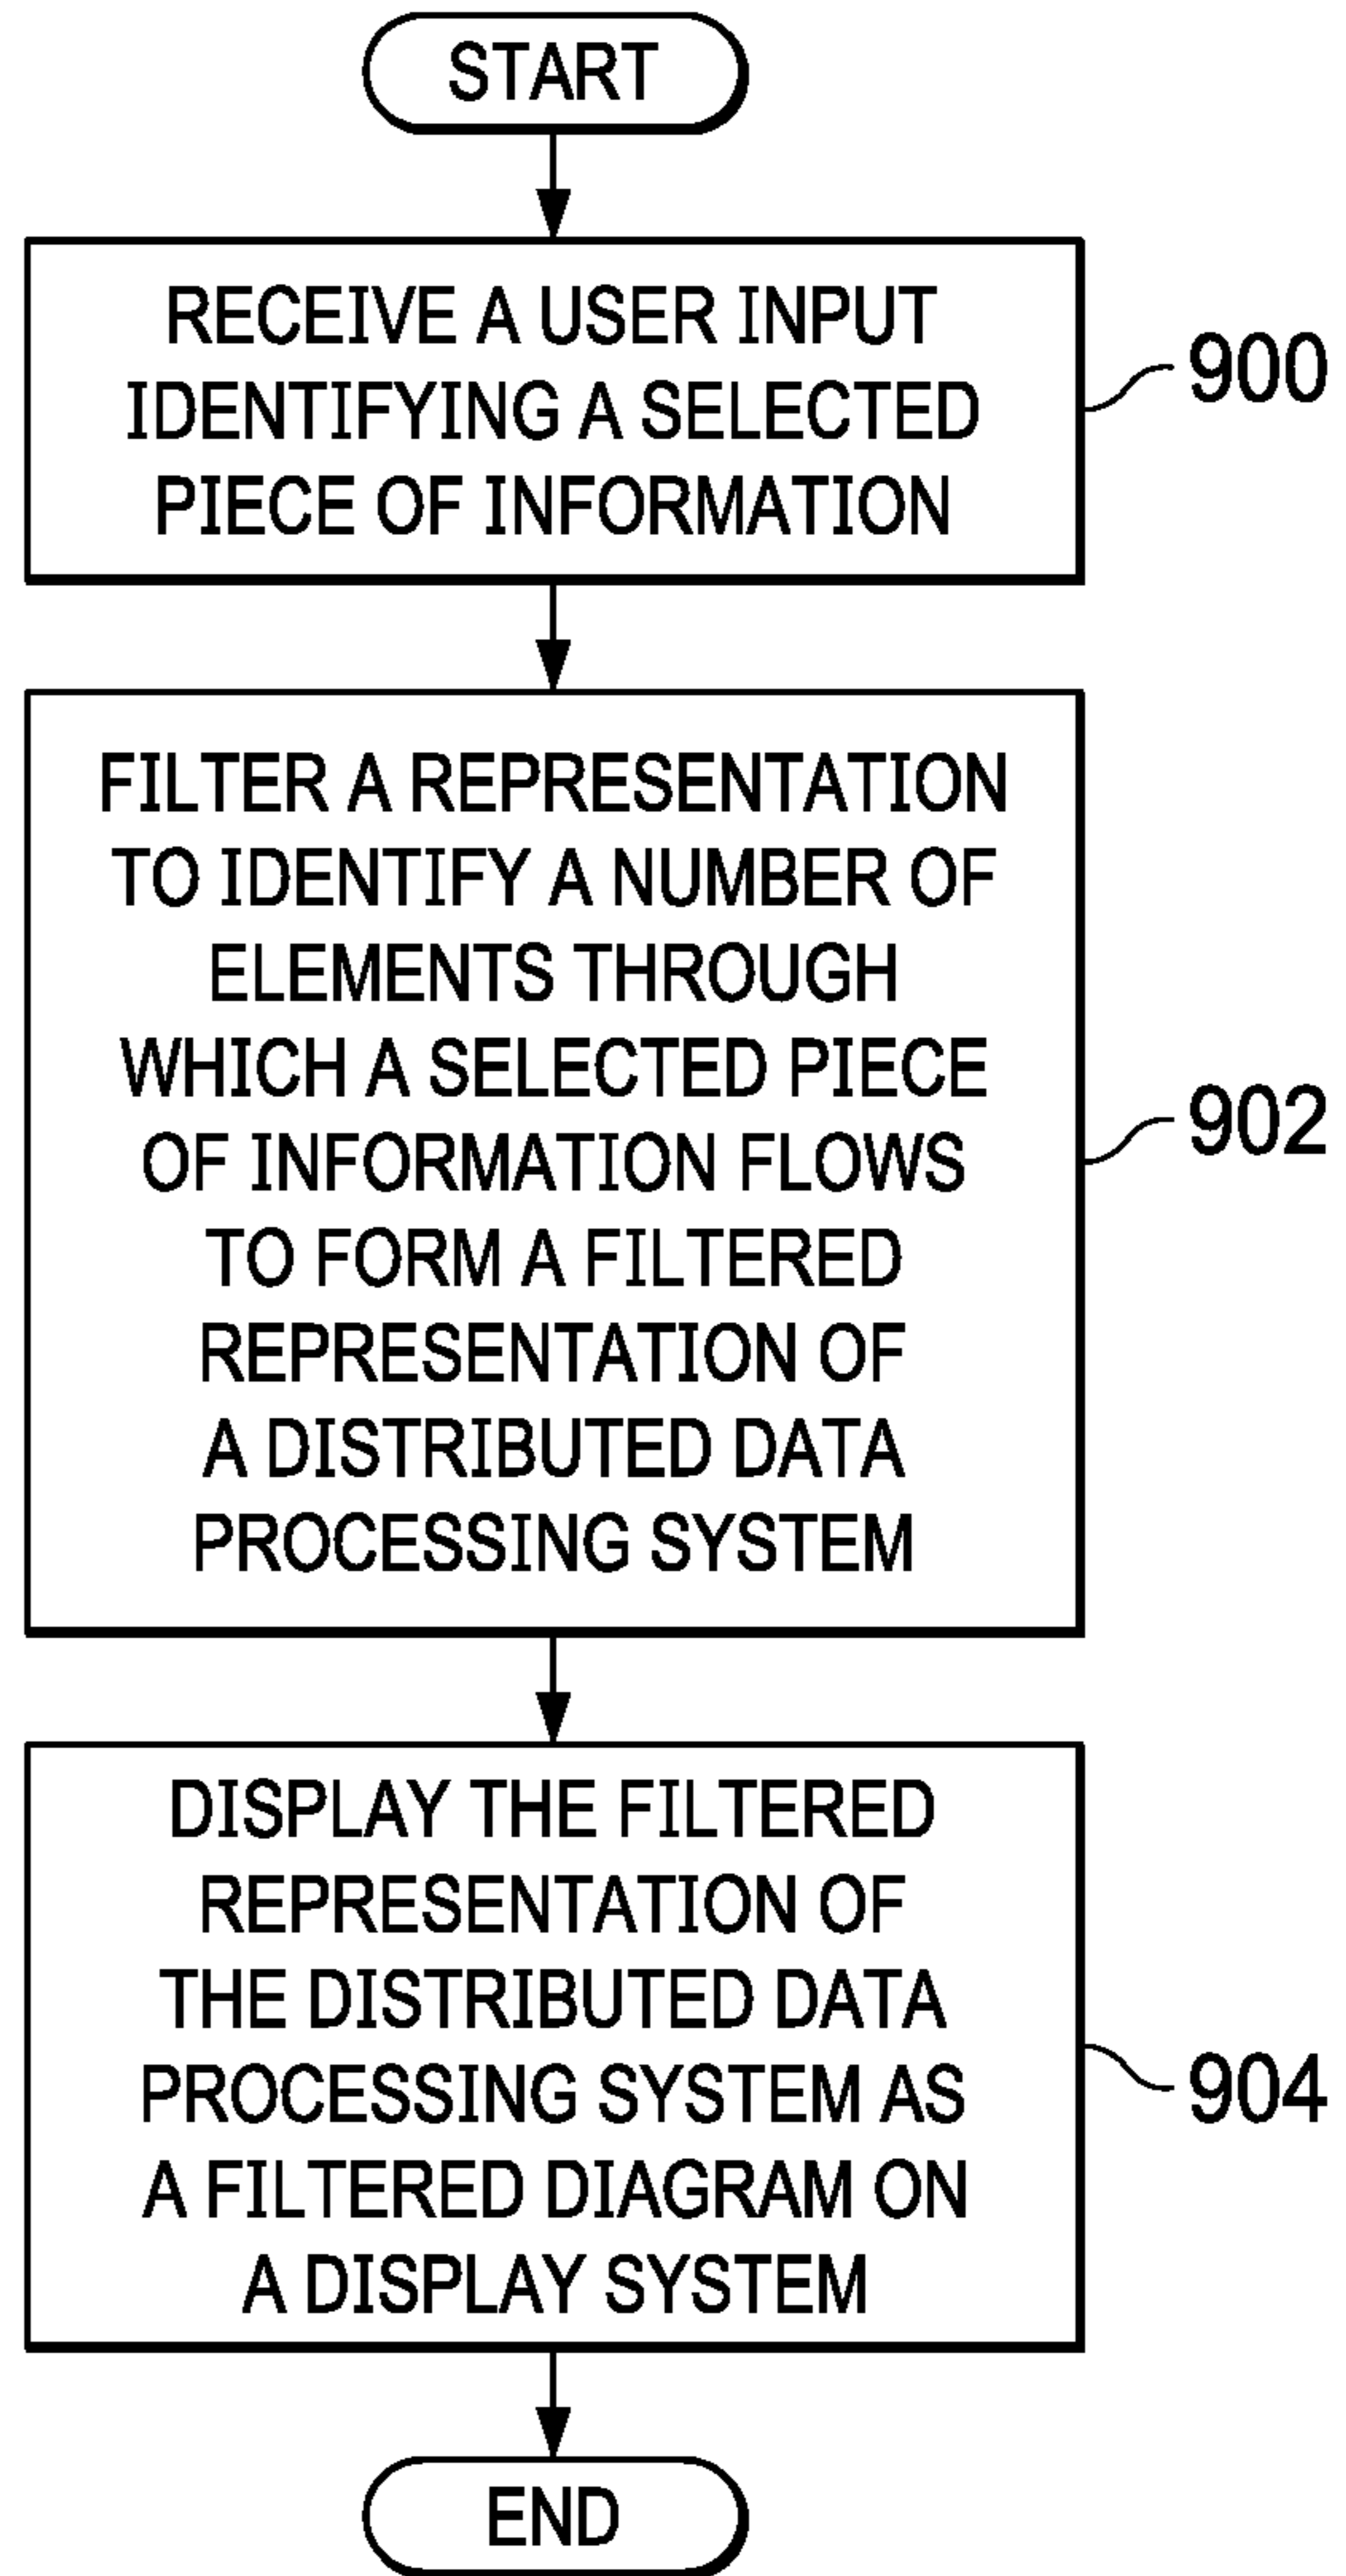 START
RECEIVE A USER INPUT
IDENTIFYING A SELECTED
PIECE OF INFORMATION
900
FILTER A REPRESENTATION
TO IDENTIFY A NUMBER OF
ELEMENTS THROUGH
WHICH A SELECTED PIECE
OF INFORMATION FLOWS
TO FORM A FILTERED
REPRESENTATION OF
A DISTRIBUTED DATA
PROCESSING SYSTEM
902
DISPLAY THE FILTERED
REPRESENTATION OF
THE DISTRIBUTED DATA
PROCESSING SYSTEM AS
A FILTERED DIAGRAM ON
A DISPLAY SYSTEM
904
END